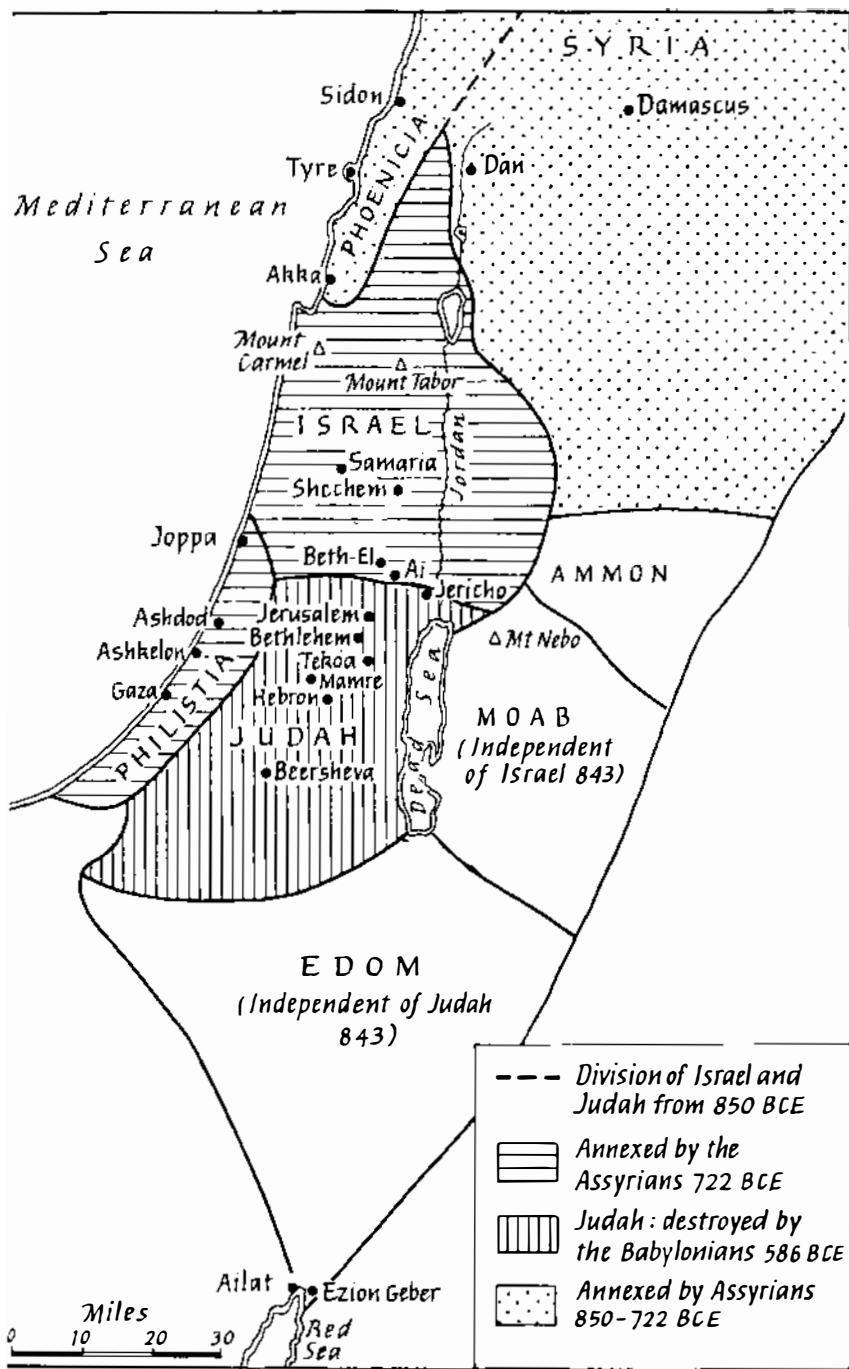 SYRIA
Sidon
Damascus
PHOENICIA
Tyre
Dan
Mediterranean
Sea
Akka
Mount
Carmel
Mount Tabor
ISRAEL
Jordan
Samaria
Shechem
Joppa
Beth-El
Ai
AMMON
Jericho
Ashdod
Jerusalem
Bethlehem
Mt Nebo
Ashkelon
Tekoa
Mamre
Gaza
Hebron
PHILISTIA
JUDAH
Dead Sea
MOAB
(Independent
of Israel 843)
Beersheva
EDOM
(Independent of Judah
843)
Division of Israel and
Judah from 850 BCE
Annexed by the
Assyrians 722 BCE
Judah: destroyed by
the Babylonians 586 BCE
Annexed by Assyrians
850-722 BCE
Ailat
Ezion Geber
Red
Sea
Miles
0 10 20 30